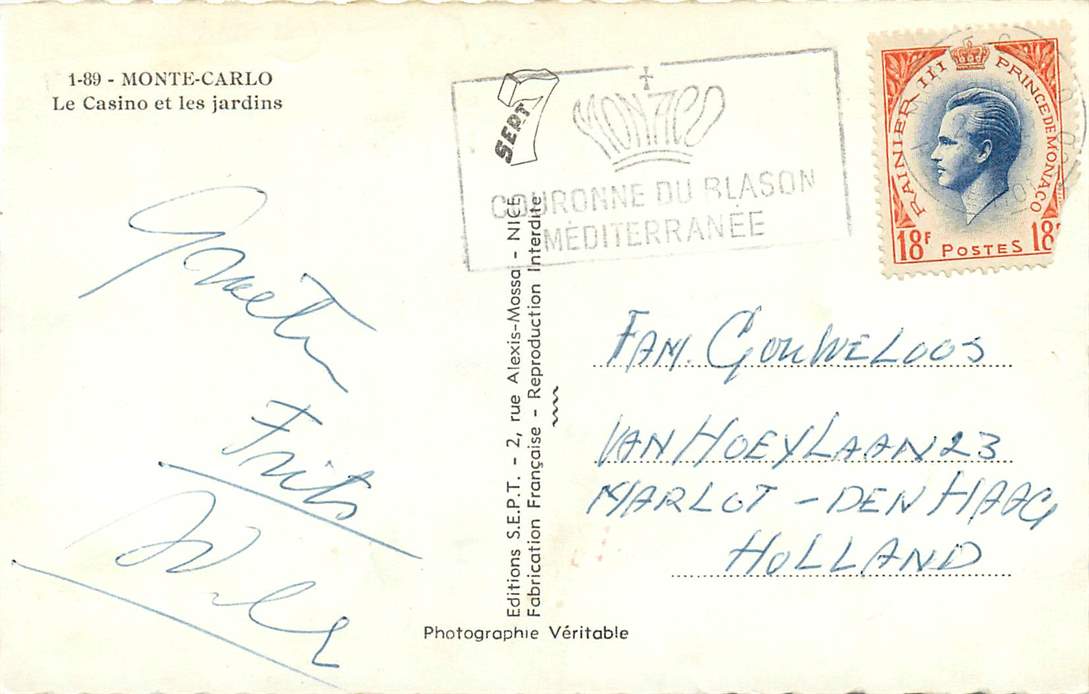 1-89 - MONTE-CARLO
Le Casino et les jardins
SEPT
MONACO
COURONNE DU BLASON
MÉDITERRANÉE
RAINIER III PRINCE DE MONACO
18F POSTES 18
Groeten
Frits
Editions S.E.P.T. - 2, rue Alexis-Mossa - NICE
Fabrication Française - Reproduction Interdite
FAM. GOUWELOOS
VAN HOEYLAAN 23
MARLOT - DEN HAAG
HOLLAND
Photographie Véritable